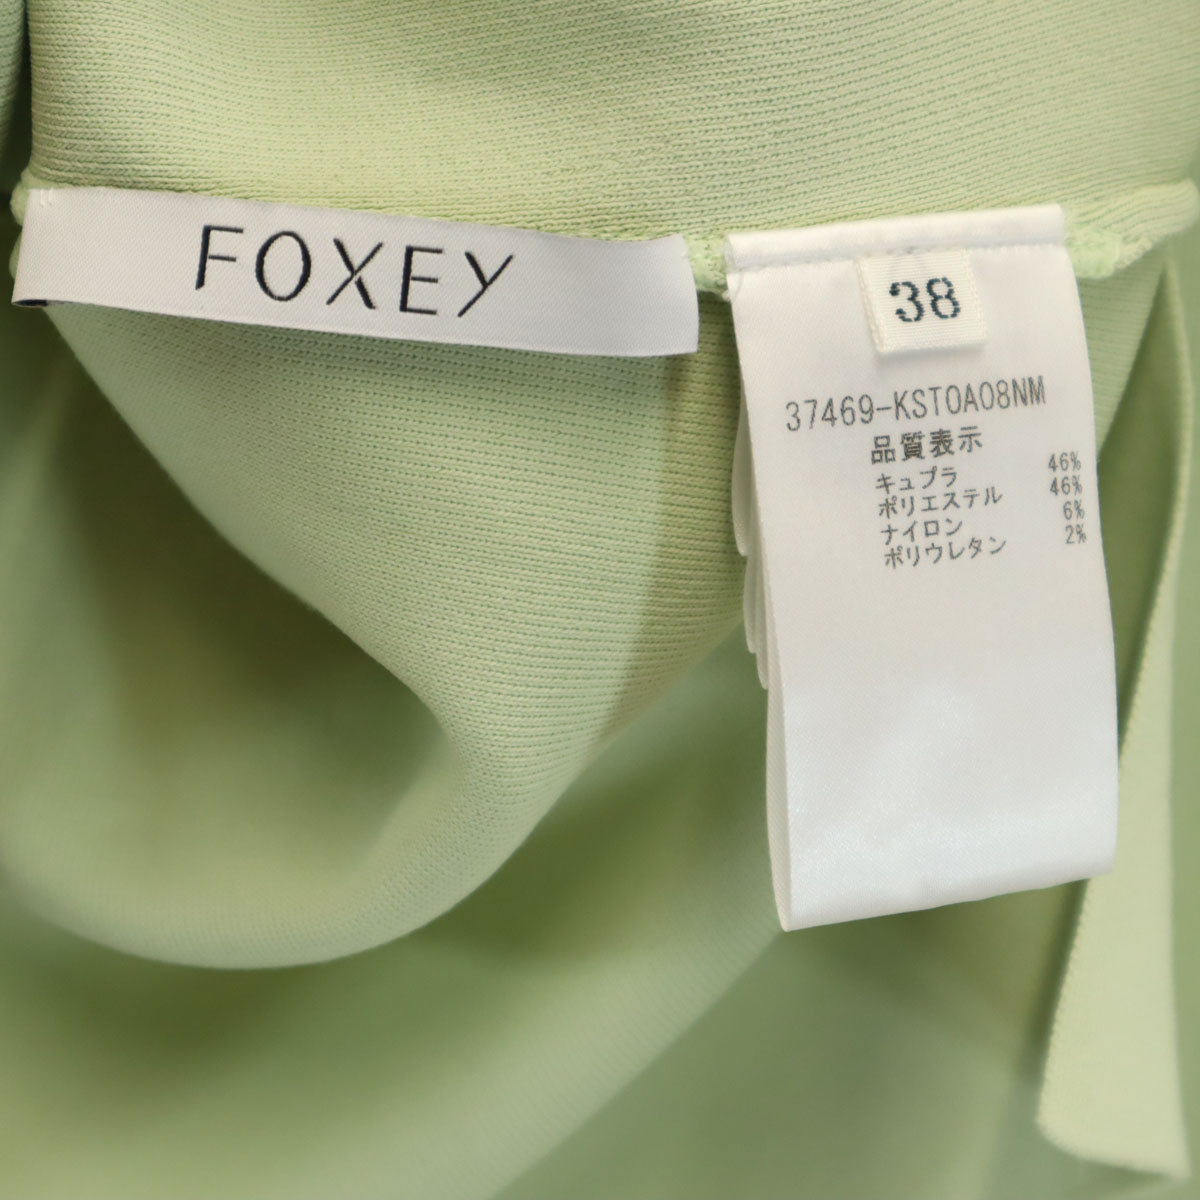 FOXEY
38
37469-KST0A08NM
品質表示
キュプラ 46%
ポリエステル 46%
ナイロン 6%
ポリウレタン 2%